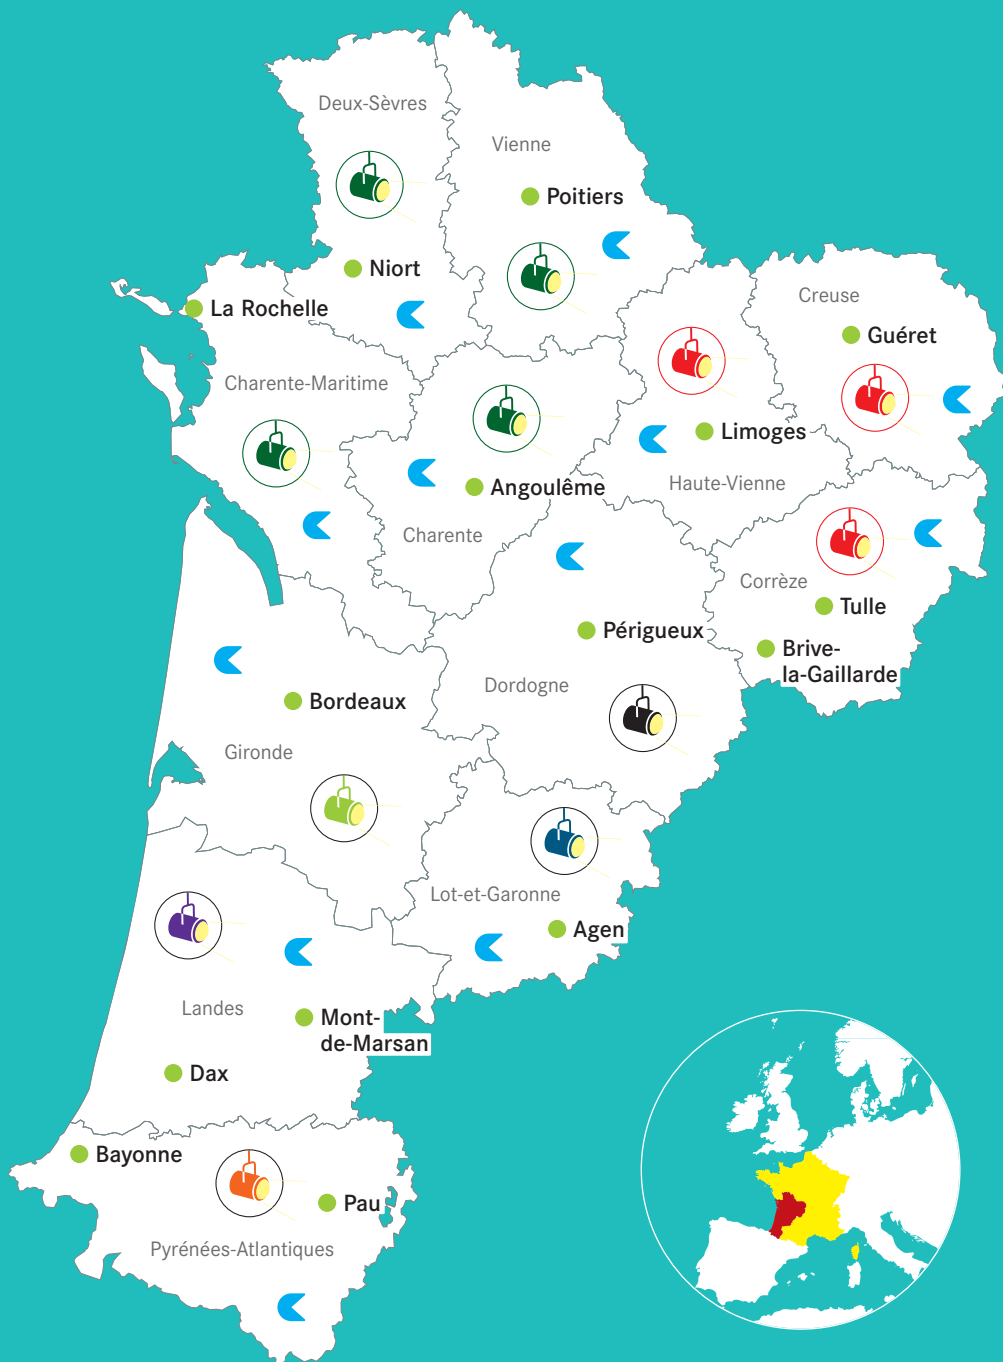 Deux-Sèvres
Vienne
Poitiers
Niort
Creuse
La Rochelle
Guéret
Charente-Maritime
Limoges
Haute-Vienne
Angoulême
Charente
Corrèze
Tulle
Périgueux
Brive-
la-Gaillarde
Dordogne
Bordeaux
Gironde
Lot-et-Garonne
Agen
Landes
Mont-
de-Marsan
Dax
Bayonne
Pau
Pyrénées-Atlantiques